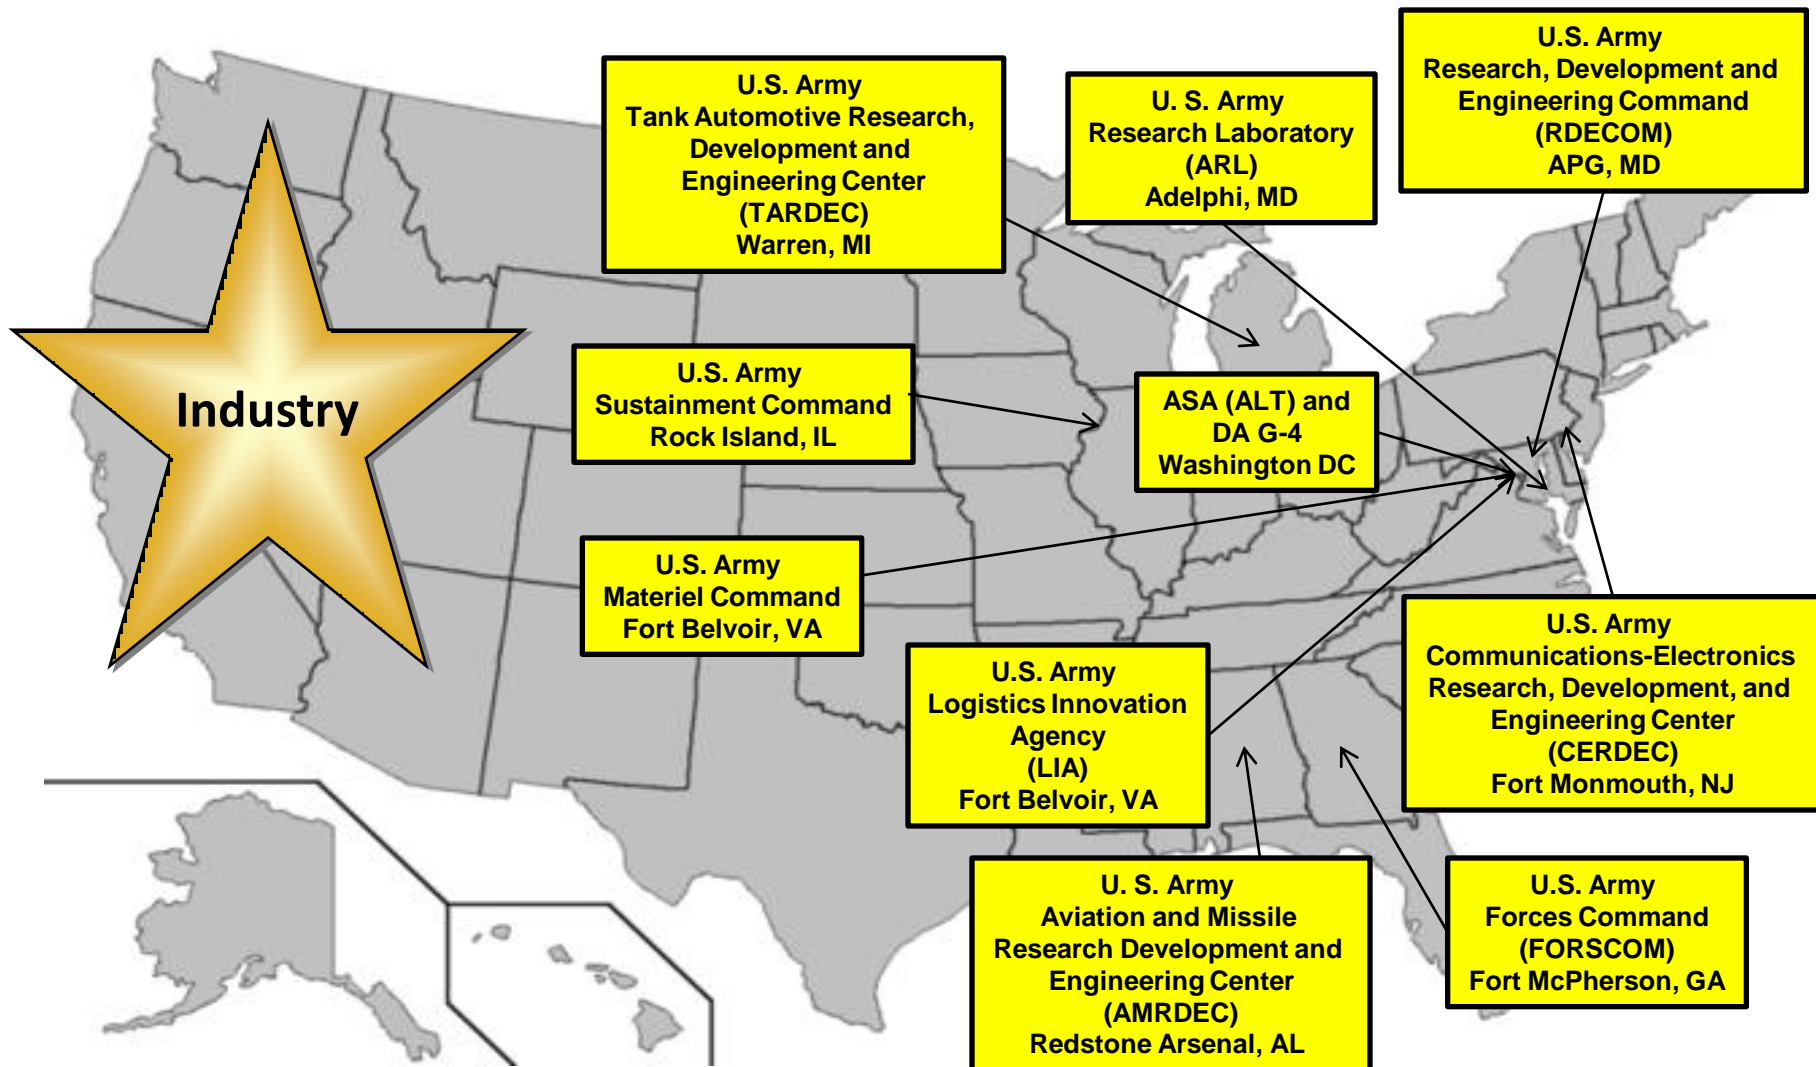 U.S. Army
Research, Development and
Engineering Command
(RDECOM)
APG, MD
U.S. Army
Tank Automotive Research,
Development and
Engineering Center
(TARDEC)
Warren, MI
U. S. Army
Research Laboratory
(ARL)
Adelphi, MD
Industry
U.S. Army
Sustainment Command
Rock Island, IL
ASA (ALT) and
DA G-4
Washington DC
U.S. Army
Materiel Command
Fort Belvoir, VA
U.S. Army
Logistics Innovation
Agency
(LIA)
Fort Belvoir, VA
U.S. Army
Communications-Electronics
Research, Development, and
Engineering Center
(CERDEC)
Fort Monmouth, NJ
U. S. Army
Aviation and Missile
Research Development and
Engineering Center
(AMRDEC)
Redstone Arsenal, AL
U.S. Army
Forces Command
(FORSCOM)
Fort McPherson, GA